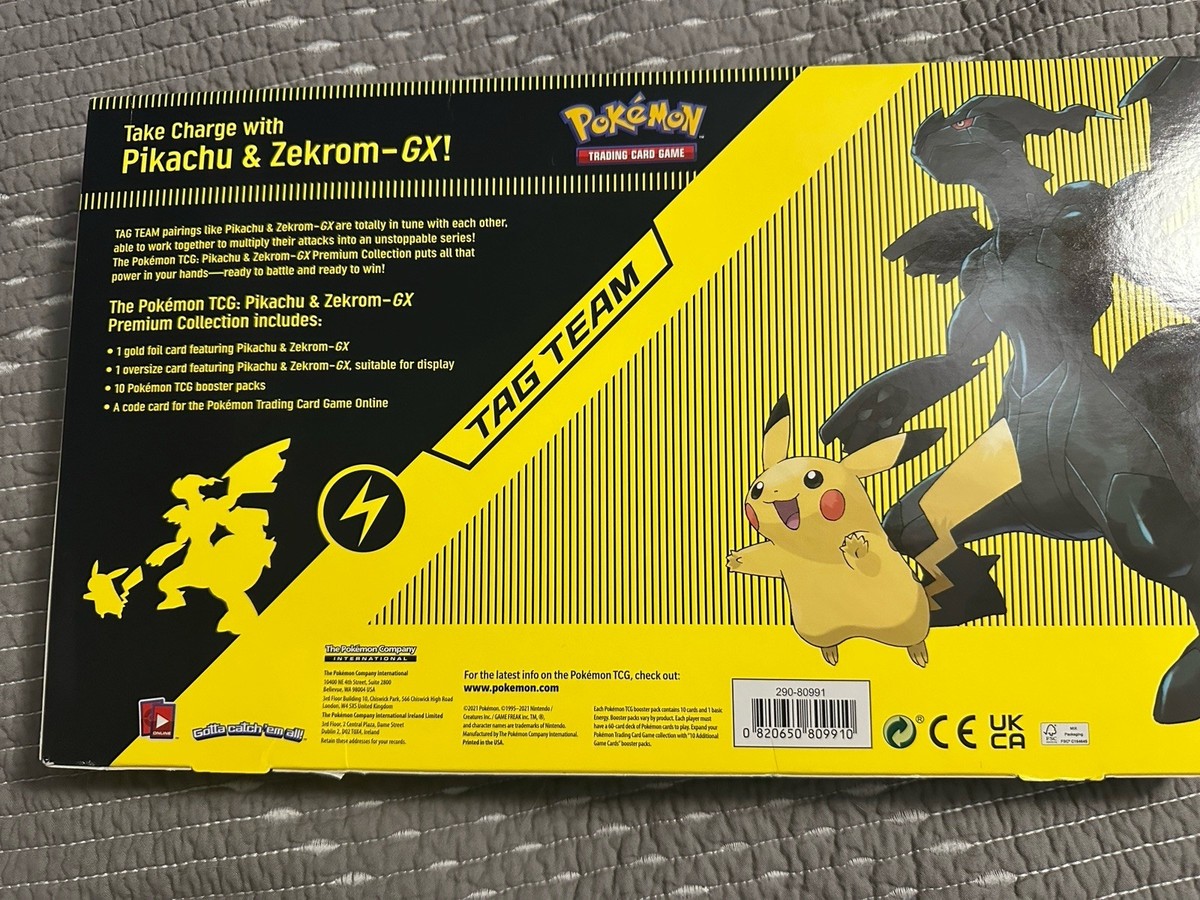 Take Charge with
Pikachu & Zekrom-GX!
POKéMON
TRADING CARD GAME
TAG TEAM pairings like Pikachu & Zekrom-GX are totally in tune with each other,
able to work together to multiply their attacks into an unstoppable series!
The Pokémon TCG: Pikachu & Zekrom-GX Premium Collection puts all that
power in your hands—ready to battle and ready to win!
The Pokémon TCG: Pikachu & Zekrom-GX
Premium Collection includes:
• 1 gold foil card featuring Pikachu & Zekrom-GX
• 1 oversize card featuring Pikachu & Zekrom-GX, suitable for display
• 10 Pokémon TCG booster packs
• A code card for the Pokémon Trading Card Game Online
TAG TEAM
ONLINE
Gotta catch 'em all!
The Pokémon Company
INTERNATIONAL
The Pokémon Company International
10400 NE 4th Street, Suite 2800
Bellevue, WA 98004 USA
3rd Floor Building 10, Chiswick Park, 566 Chiswick High Road
London, W4 5XS United Kingdom
The Pokémon Company International Ireland Limited
Third Floor, 2 Central Plaza, Dame Street
Dublin 2, D02 T0X4, Ireland
Retain these addresses for your records.
For the latest info on the Pokémon TCG, check out:
www.pokemon.com
©2021 Pokémon. ©1995–2021 Nintendo /
Creatures Inc. / GAME FREAK inc. TM, ®,
and character names are trademarks of Nintendo.
Manufactured by The Pokémon Company International.
Printed in the USA.
Each Pokémon TCG booster pack contains 10 cards and 1 basic
Energy. Booster packs vary by product. Each player must
have a 60-card deck of Pokémon cards to play. Expand your
Pokémon Trading Card Game collection with "10 Additional
Game Cards" booster packs.
290-80991
0 820650 809910
®
CE
UK
CA
FSC
MIX
Packaging